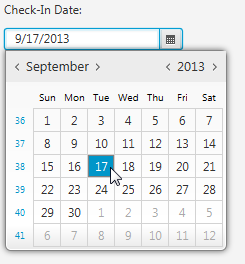 Check-In Date:
9/17/2013
September 2013
Sun Mon Tue Wed Thu Fri Sat
36 1 2 3 4 5 6 7
37 8 9 10 11 12 13 14
38 15 16 17 18 19 20 21
39 22 23 24 25 26 27 28
40 29 30 1 2 3 4 5
41 6 7 8 9 10 11 12